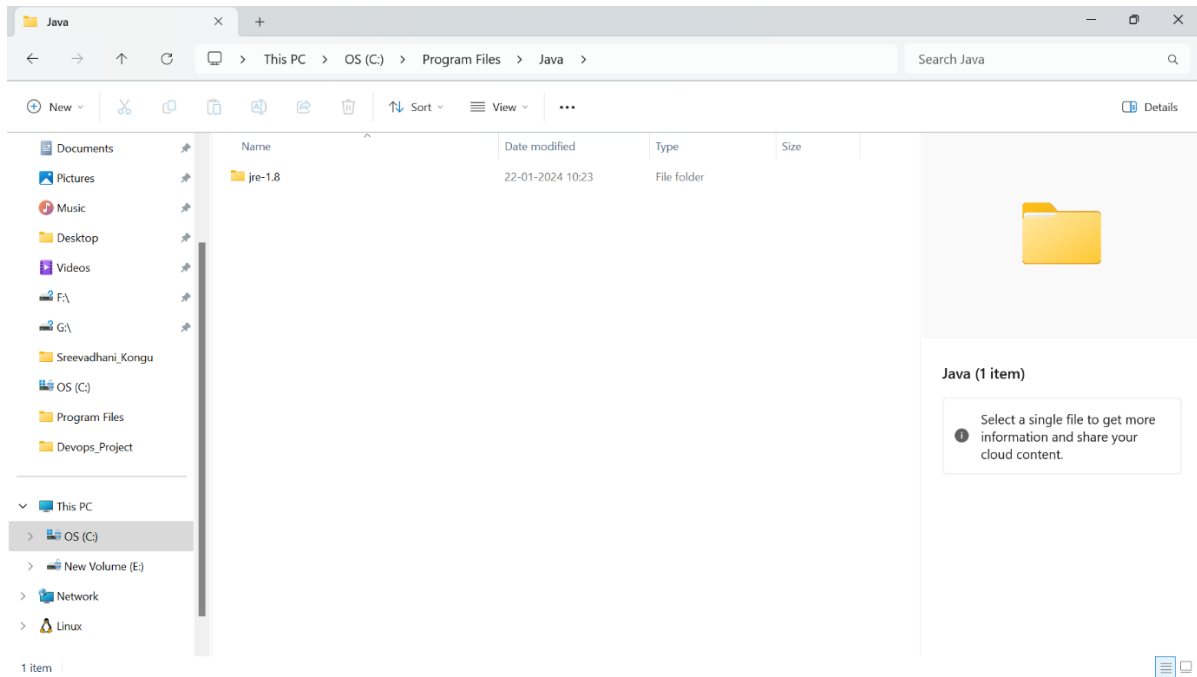 Java
This PC > OS (C:) > Program Files > Java >
Search Java
New
Sort
View
Details
Documents
Pictures
Music
Desktop
Videos
F:\
G:\
Sreevadhani_Kongu
OS (C:)
Program Files
Devops_Project
This PC
OS (C:)
New Volume (E:)
Network
Linux
Name Date modified Type Size
jre-1.8 22-01-2024 10:23 File folder
Java (1 item)
Select a single file to get more
information and share your
cloud content.
1 item